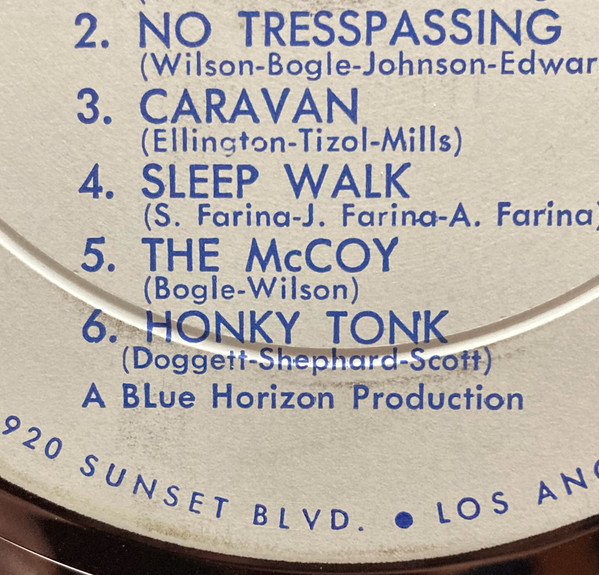 2. NO TRESSPASSING
(Wilson-Bogle-Johnson-Edwar
3. CARAVAN
(Ellington-Tizol-Mills)
4. SLEEP WALK
(S. Farina-J. Farina-A. Farina)
5. THE McCOY
(Bogle-Wilson)
6. HONKY TONK
(Doggett-Shephard-Scott)
A BLue Horizon Production
920 SUNSET BLVD. ● LOS ANG